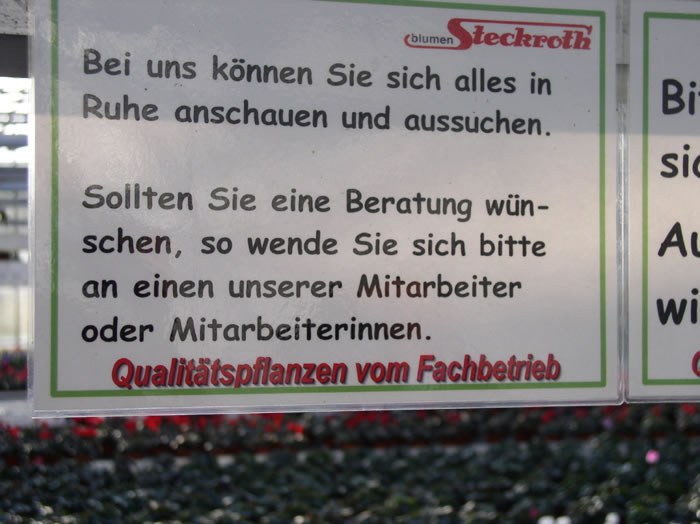 blumen Steckroth
Bei uns können Sie sich alles in
Ruhe anschauen und aussuchen.
Sollten Sie eine Beratung wün-
schen, so wende Sie sich bitte
an einen unserer Mitarbeiter
oder Mitarbeiterinnen.
Qualitätspflanzen vom Fachbetrieb